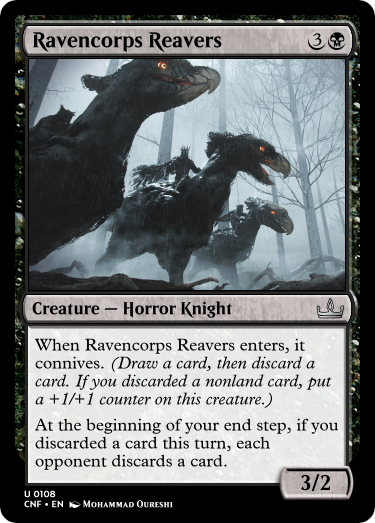 Ravencorps Reavers 3
Creature — Horror Knight
When Ravencorps Reavers enters, it
connives. (Draw a card, then discard a
card. If you discarded a nonland card, put
a +1/+1 counter on this creature.)
At the beginning of your end step, if you
discarded a card this turn, each
opponent discards a card.
3/2
U 0108
CNF • EN Mohammad Qureshi